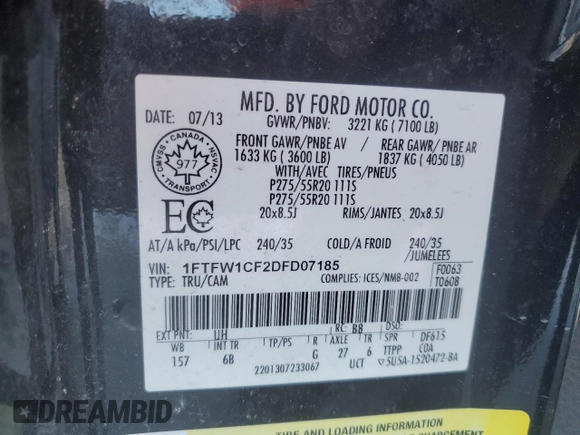 MFD. BY FORD MOTOR CO.
DATE: 07/13
GVWR/PNBV: 3221 KG ( 7100 LB)
FRONT GAWR/PNBE AV
REAR GAWR/ PNBE AR
1633 KG ( 3600 LB)
1837 KG ( 4050 LB)
WITH/AVEC TIRES/PNEUS
P275/55R20 111S
P275/55R20 111S
20x8.5J RIMS/JANTES 20x8.5J
CMVSS - CANADA - NSVAC
977
TRANSPORT
EC
AT/A kPa/PSI/LPC 240/35 COLD/A FROID 240/35
/JUMELEES
VIN: 1FTFW1CF2DFD07185
F0063
TYPE: TRU/CAM COMPLIES: ICES/NMB-002
T0608
EXT PNT: UH RC: BB DSO:
WB INT TR TP/PS R AXLE TR SPR DF615
157 6B G 27 6 TTPP COA
2201307233067 UCT 5U5A-1520472-BA
TIRE AND LOADING INFORMATION
DREAMBID